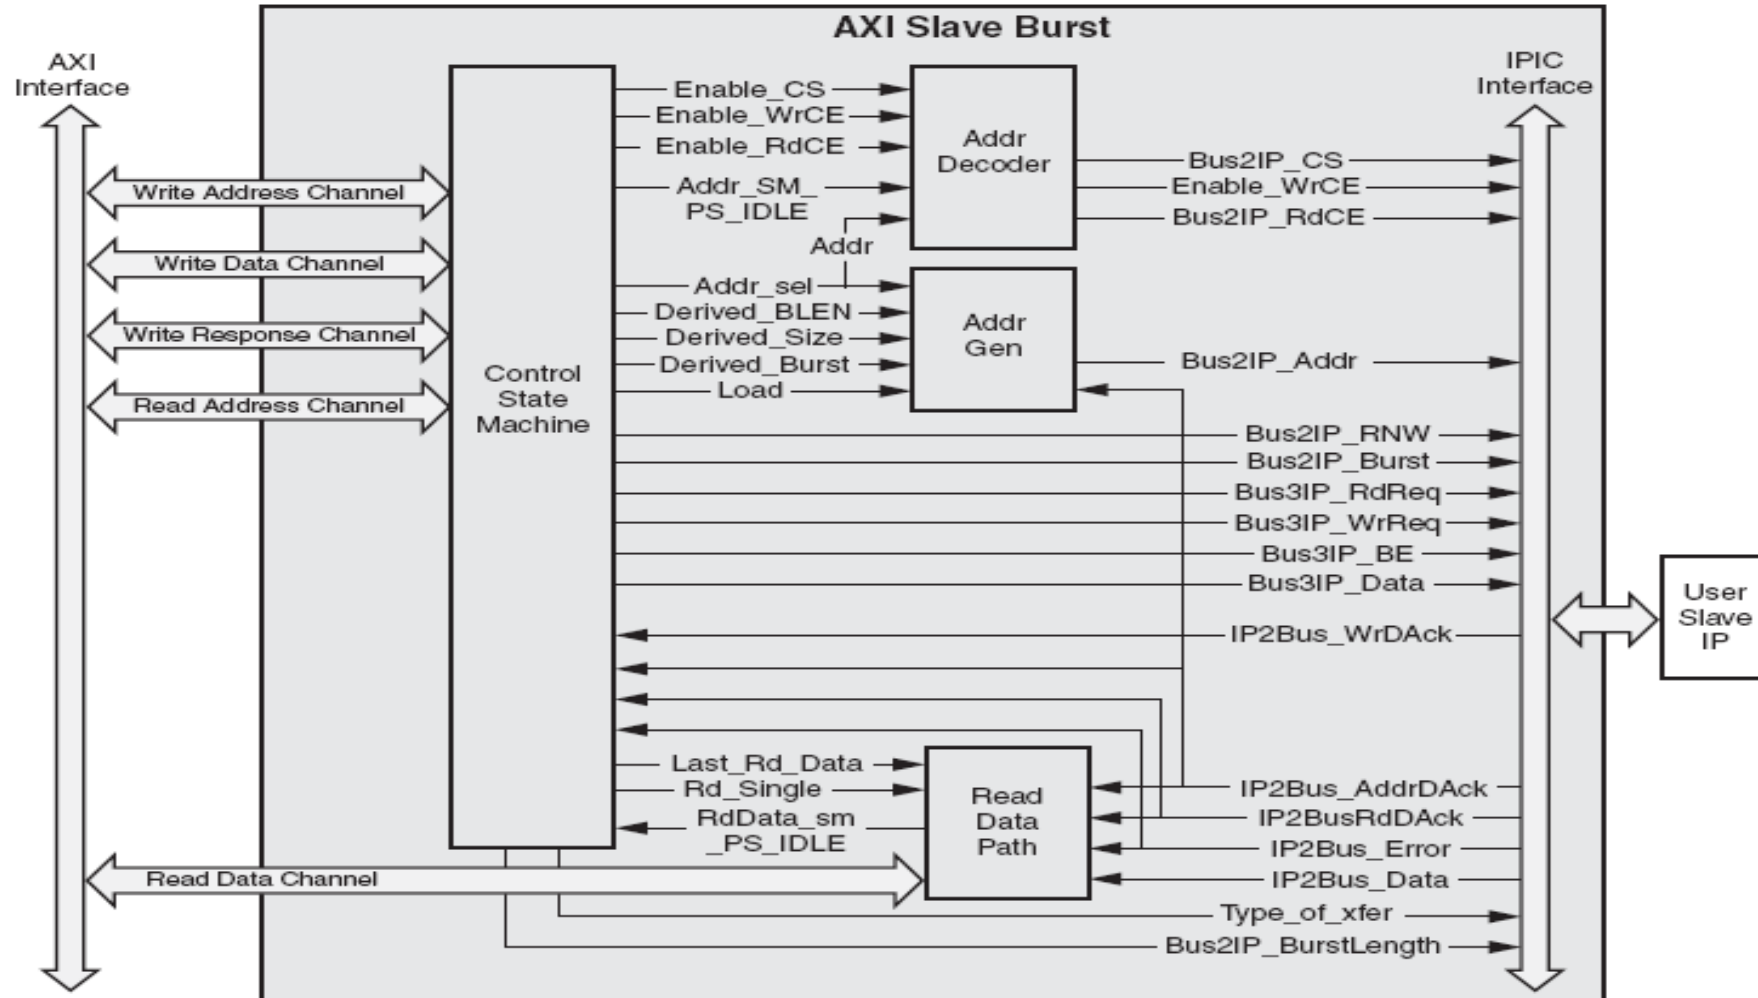 AXI Slave Burst
AXI
Interface
IPIC
Interface
Enable_CS
Enable_WrCE
Enable_RdCE
Addr_SM_
PS_IDLE
Addr
Addr
Decoder
Bus2IP_CS
Enable_WrCE
Bus2IP_RdCE
Write Address Channel
Write Data Channel
Write Response Channel
Read Address Channel
Control
State
Machine
Addr_sel
Derived_BLEN
Derived_Size
Derived_Burst
Load
Addr
Gen
Bus2IP_Addr
Bus2IP_RNW
Bus2IP_Burst
Bus3IP_RdReq
Bus3IP_WrReq
Bus3IP_BE
Bus3IP_Data
IP2Bus_WrDAck
User
Slave
IP
Last_Rd_Data
Rd_Single
RdData_sm
_PS_IDLE
Read
Data
Path
IP2Bus_AddrDAck
IP2BusRdDAck
IP2Bus_Error
IP2Bus_Data
Read Data Channel
Type_of_xfer
Bus2IP_BurstLength